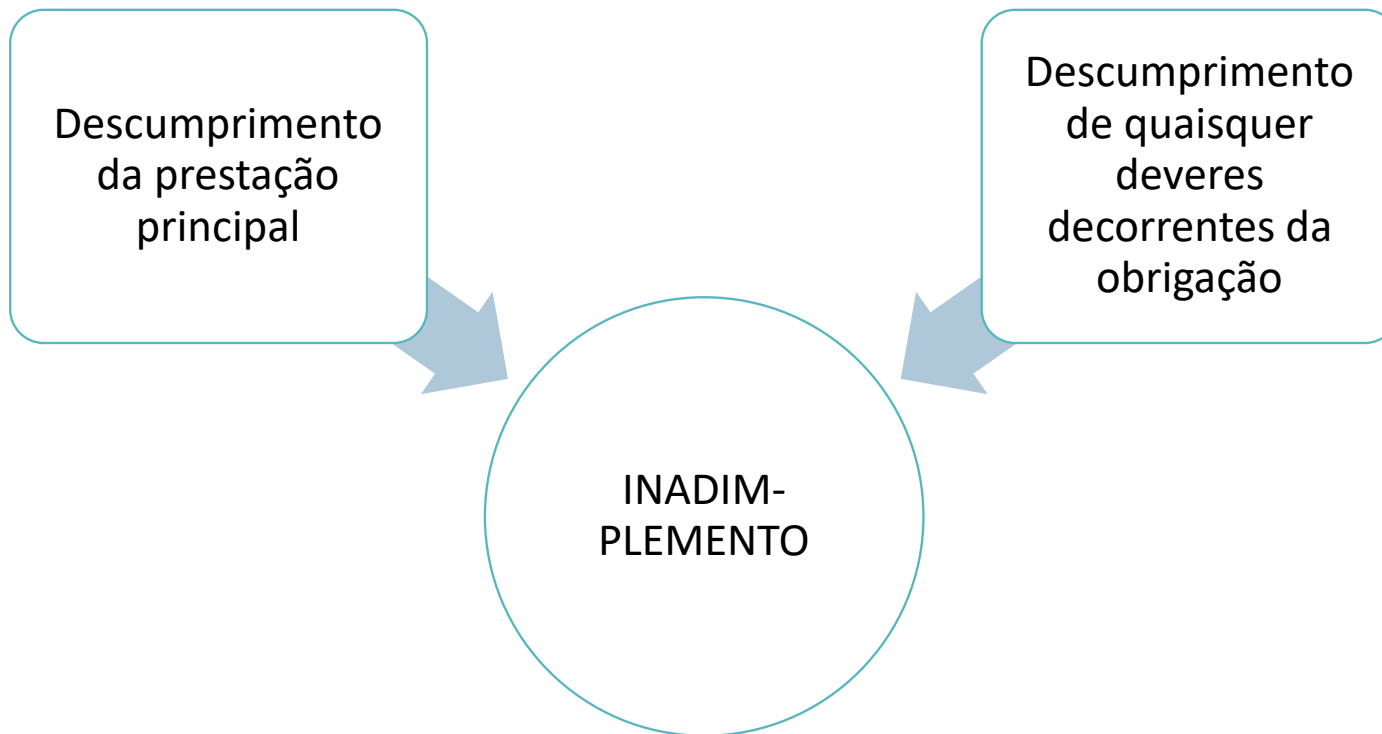 Descumprimento
da prestação
principal
Descumprimento
de quaisquer
deveres
decorrentes da
obrigação
INADIM-
PLEMENTO